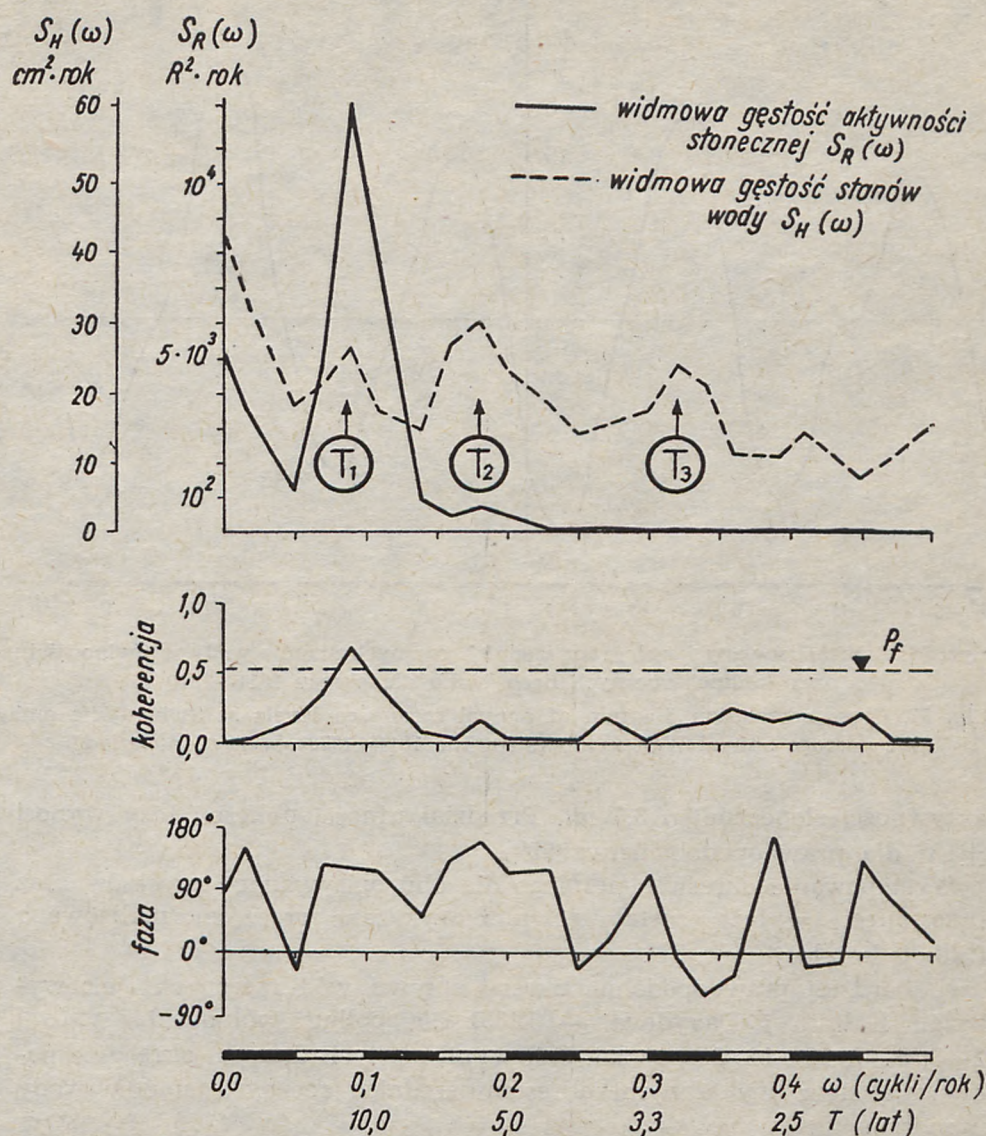 S_H (ω)
cm²·rok
S_R (ω)
R²·rok
60
50
40
30
20
10
0
10⁴
5·10³
10²
widmowa gęstość aktywności
słonecznej S_R (ω)
widmowa gęstość stanów
wody S_H (ω)
T₁
T₂
T₃
koherencja
1,0
0,5
0,0
P_f
faza
180°
90°
0°
-90°
0,0 0,1 0,2 0,3 0,4 ω (cykli/rok)
10,0 5,0 3,3 2,5 T (lat)